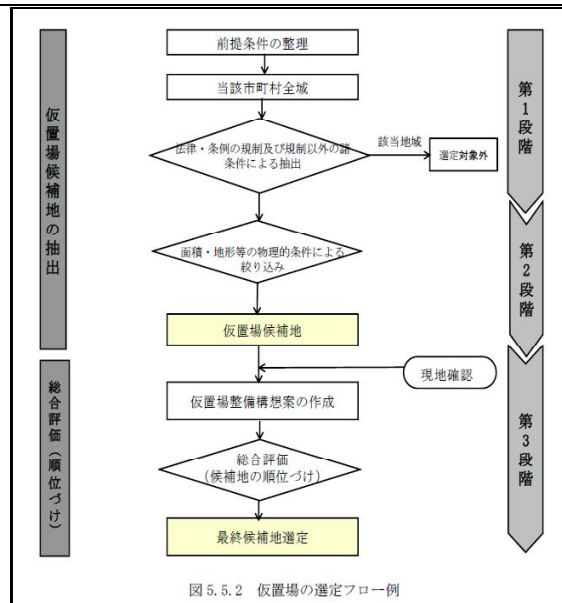 前提条件の整理
当該市町村全域
法律・条例の規制及び規制以外の諸
条件による抽出
該当地域
選定対象外
面積・地形等の物理的条件による
絞り込み
仮置場候補地
現地確認
仮置場整備構想案の作成
総合評価
(候補地の順位づけ)
最終候補地選定
仮置場候補地の抽出
総合評価(順位づけ)
第1段階
第2段階
第3段階
図 5.5.2 仮置場の選定フロー例